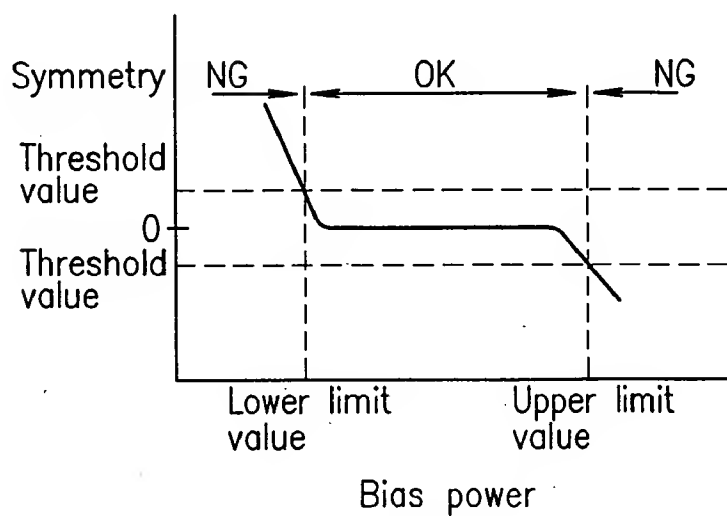 Symmetry
NG
OK
NG
Threshold
value
0
Threshold
value
Lower limit
value
Upper limit
value
Bias power